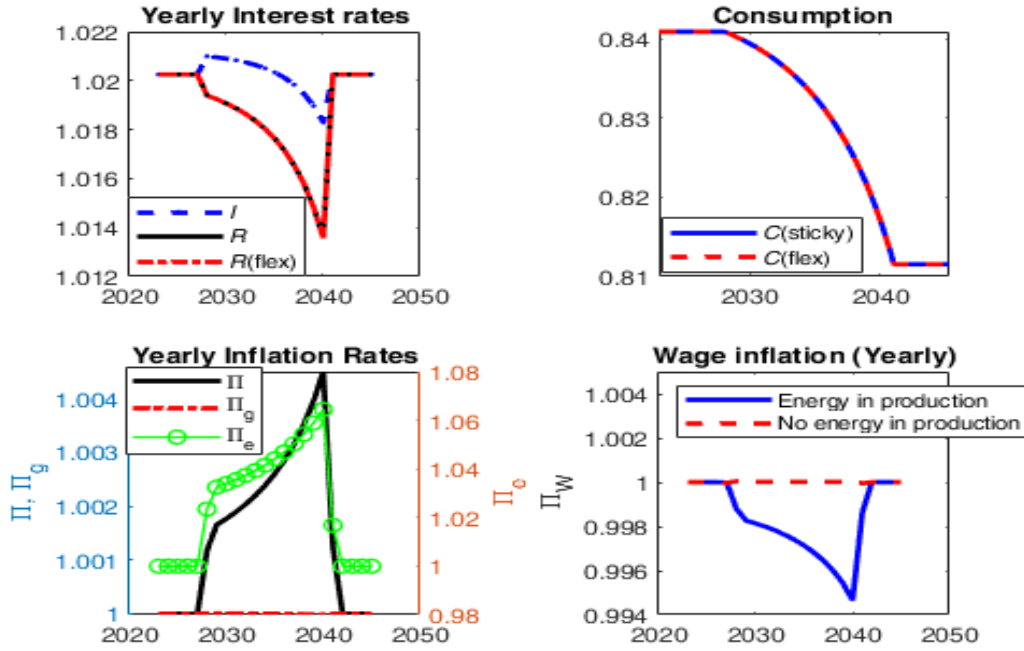 Yearly Interest rates
1.022
1.02
1.018
1.016
1.014
1.012
I
R
R(flex)
2020 2030 2040 2050
Consumption
0.84
0.83
0.82
0.81
C(sticky)
C(flex)
2030 2040
Yearly Inflation Rates
Π, Π_g
1.004
1.003
1.002
1.001
1
Π
Π_g
Π_e
1.08
1.06
1.04
1.02
1
0.98
Π_e
2020 2030 2040 2050
Wage inflation (Yearly)
Π_W
1.004
1.002
1
0.998
0.996
0.994
Energy in production
No energy in production
2020 2030 2040 2050